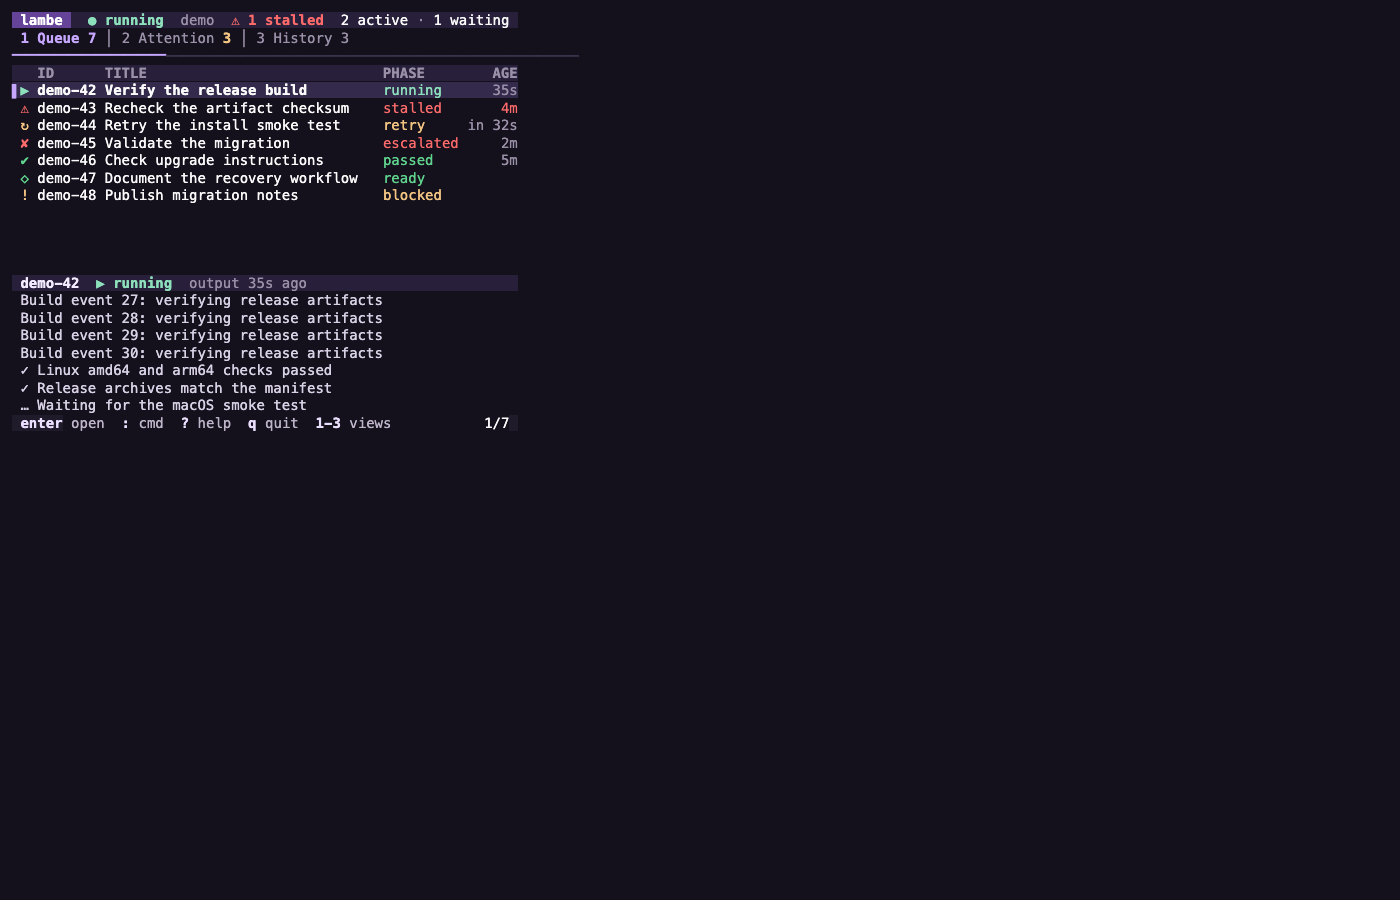 lambe ● running demo ⚠ 1 stalled 2 active · 1 waiting
1 Queue 7 │ 2 Attention 3 │ 3 History 3
ID TITLE PHASE AGE
▶ demo-42 Verify the release build running 35s
⚠ demo-43 Recheck the artifact checksum stalled 4m
↻ demo-44 Retry the install smoke test retry in 32s
✘ demo-45 Validate the migration escalated 2m
✔ demo-46 Check upgrade instructions passed 5m
◇ demo-47 Document the recovery workflow ready
! demo-48 Publish migration notes blocked
demo-42 ▶ running output 35s ago
Build event 27: verifying release artifacts
Build event 28: verifying release artifacts
Build event 29: verifying release artifacts
Build event 30: verifying release artifacts
✓ Linux amd64 and arm64 checks passed
✓ Release archives match the manifest
… Waiting for the macOS smoke test
enter open : cmd ? help q quit 1-3 views 1/7